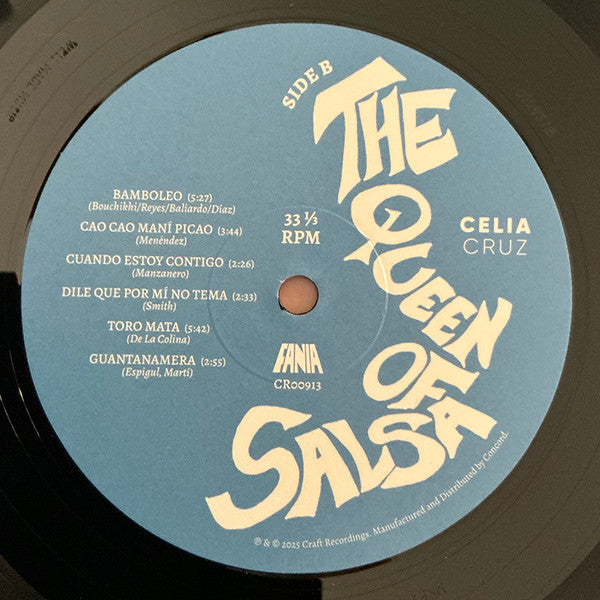 SIDE B
THE
QUEEN
OF
SALSA
CELIA
CRUZ
BAMBOLEO (5:27)
(Bouchikhi/Reyes/Baliardo/Díaz)
CAO CAO MANÍ PICAO (3:44)
(Menéndez)
CUANDO ESTOY CONTIGO (2:26)
(Manzanero)
DILE QUE POR MÍ NO TEMA (2:33)
(Smith)
TORO MATA (5:42)
(De La Colina)
GUANTANAMERA (2:55)
(Espigul, Martí)
33 ⅓
RPM
FANIA
CR00913
℗ & © 2025 Craft Recordings. Manufactured and Distributed by Concord.